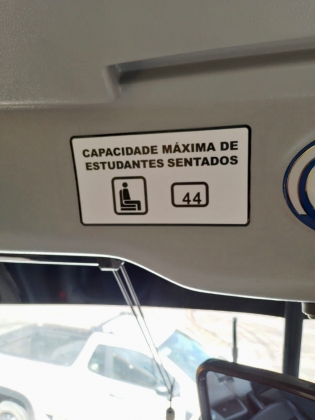 CAPACIDADE MÁXIMA DE
ESTUDANTES SENTADOS
44